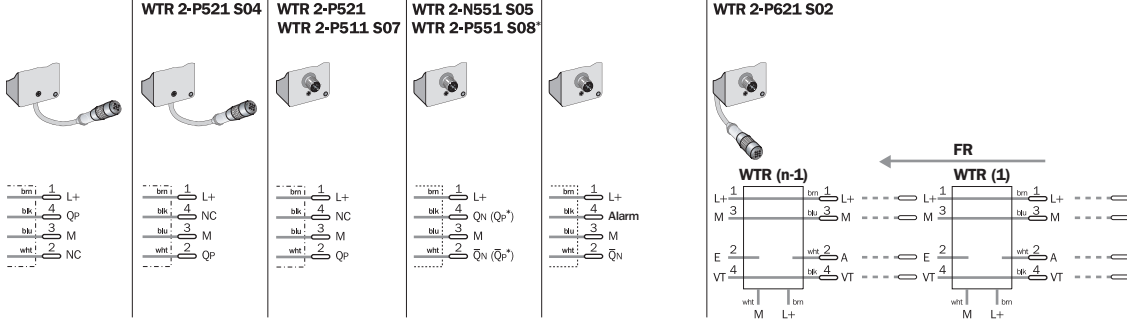 WTR 2-P521 S04
WTR 2-P521
WTR 2-P511 S07
WTR 2-N551 S05
WTR 2-P551 S08*
WTR 2-P621 S02
brn 1 L+
blk 4 QP
blu 3 M
wht 2 NC
brn 1 L+
blk 4 NC
blu 3 M
wht 2 QP
brn 1 L+
blk 4 NC
blu 3 M
wht 2 QP
brn 1 L+
blk 4 QN (QP*)
blu 3 M
wht 2 Q̅N (Q̅P*)
brn 1 L+
blk 4 Alarm
blu 3 M
wht 2 Q̅N
FR
WTR (n-1)
L+ 1 brn 1 L+
M 3 blu 3 M
E 2 wht 2 A
VT 4 blk 4 VT
wht brn
M L+
WTR (1)
L+ 1 brn 1 L+
M 3 blu 3 M
E 2 wht 2 A
VT 4 blk 4 VT
wht brn
M L+